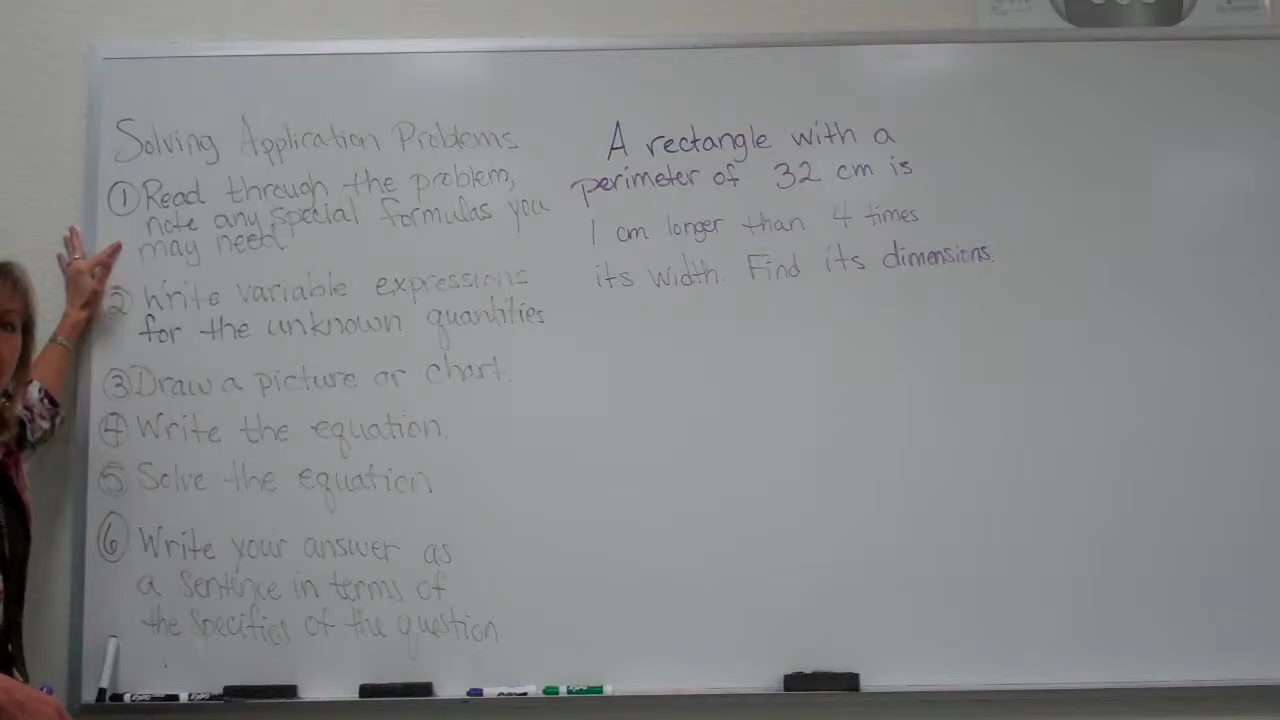 Solving Application Problems
① Read through the problem,
note any special formulas you
may need.
② Write variable expressions
for the unknown quantities
③ Draw a picture or chart.
④ Write the equation.
⑤ Solve the equation
⑥ Write your answer as
a sentence in terms of
the specifics of the question.
A rectangle with a
perimeter of 32 cm is
1 cm longer than 4 times
its width. Find its dimensions.